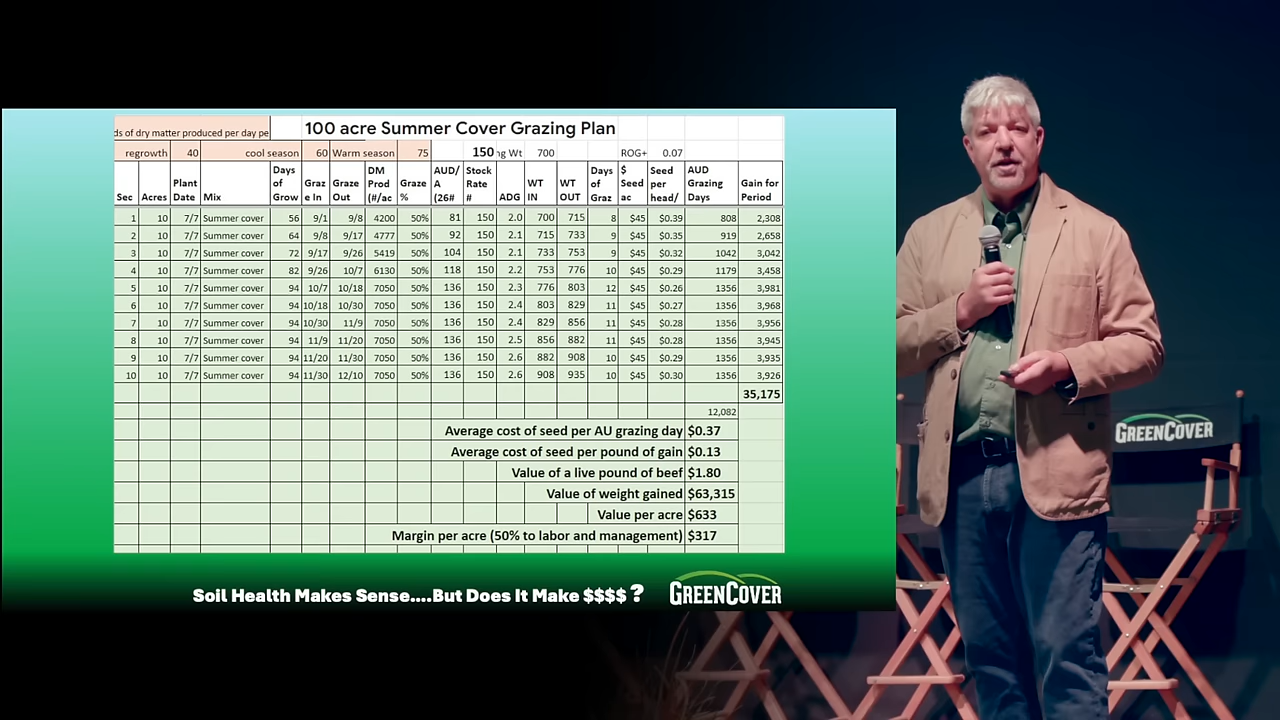 ds of dry matter produced per day pe 100 acre Summer Cover Grazing Plan
regrowth 40 cool season 60 Warm season 75 150 ng Wt 700 ROG+ 0.07
Sec Acres Plant Date Mix Days of Grow Graz e In Graze Out DM Prod (#/ac Graze % AUD/ A (26# Stock Rate # ADG WT IN WT OUT Days of Graz $ Seed ac Seed per head/ AUD Grazing Days Gain for Period
1 10 7/7 Summer cover 56 9/1 9/8 4200 50% 81 150 2.0 700 715 8 $45 $0.39 808 2,308
2 10 7/7 Summer cover 64 9/8 9/17 4777 50% 92 150 2.1 715 733 9 $45 $0.35 919 2,658
3 10 7/7 Summer cover 72 9/17 9/26 5419 50% 104 150 2.1 733 753 9 $45 $0.32 1042 3,042
4 10 7/7 Summer cover 82 9/26 10/7 6130 50% 118 150 2.2 753 776 10 $45 $0.29 1179 3,458
5 10 7/7 Summer cover 94 10/7 10/18 7050 50% 136 150 2.3 776 803 12 $45 $0.26 1356 3,981
6 10 7/7 Summer cover 94 10/18 10/30 7050 50% 136 150 2.4 803 829 11 $45 $0.27 1356 3,968
7 10 7/7 Summer cover 94 10/30 11/9 7050 50% 136 150 2.4 829 856 11 $45 $0.28 1356 3,956
8 10 7/7 Summer cover 94 11/9 11/20 7050 50% 136 150 2.5 856 882 11 $45 $0.28 1356 3,945
9 10 7/7 Summer cover 94 11/20 11/30 7050 50% 136 150 2.6 882 908 10 $45 $0.29 1356 3,935
10 10 7/7 Summer cover 94 11/30 12/10 7050 50% 136 150 2.6 908 935 10 $45 $0.30 1356 3,926
35,175
12,082
Average cost of seed per AU grazing day $0.37
Average cost of seed per pound of gain $0.13
Value of a live pound of beef $1.80
Value of weight gained $63,315
Value per acre $633
Margin per acre (50% to labor and management) $317
Soil Health Makes Sense....But Does It Make $$$$ ?
GREENCOVER
GREENCOVER